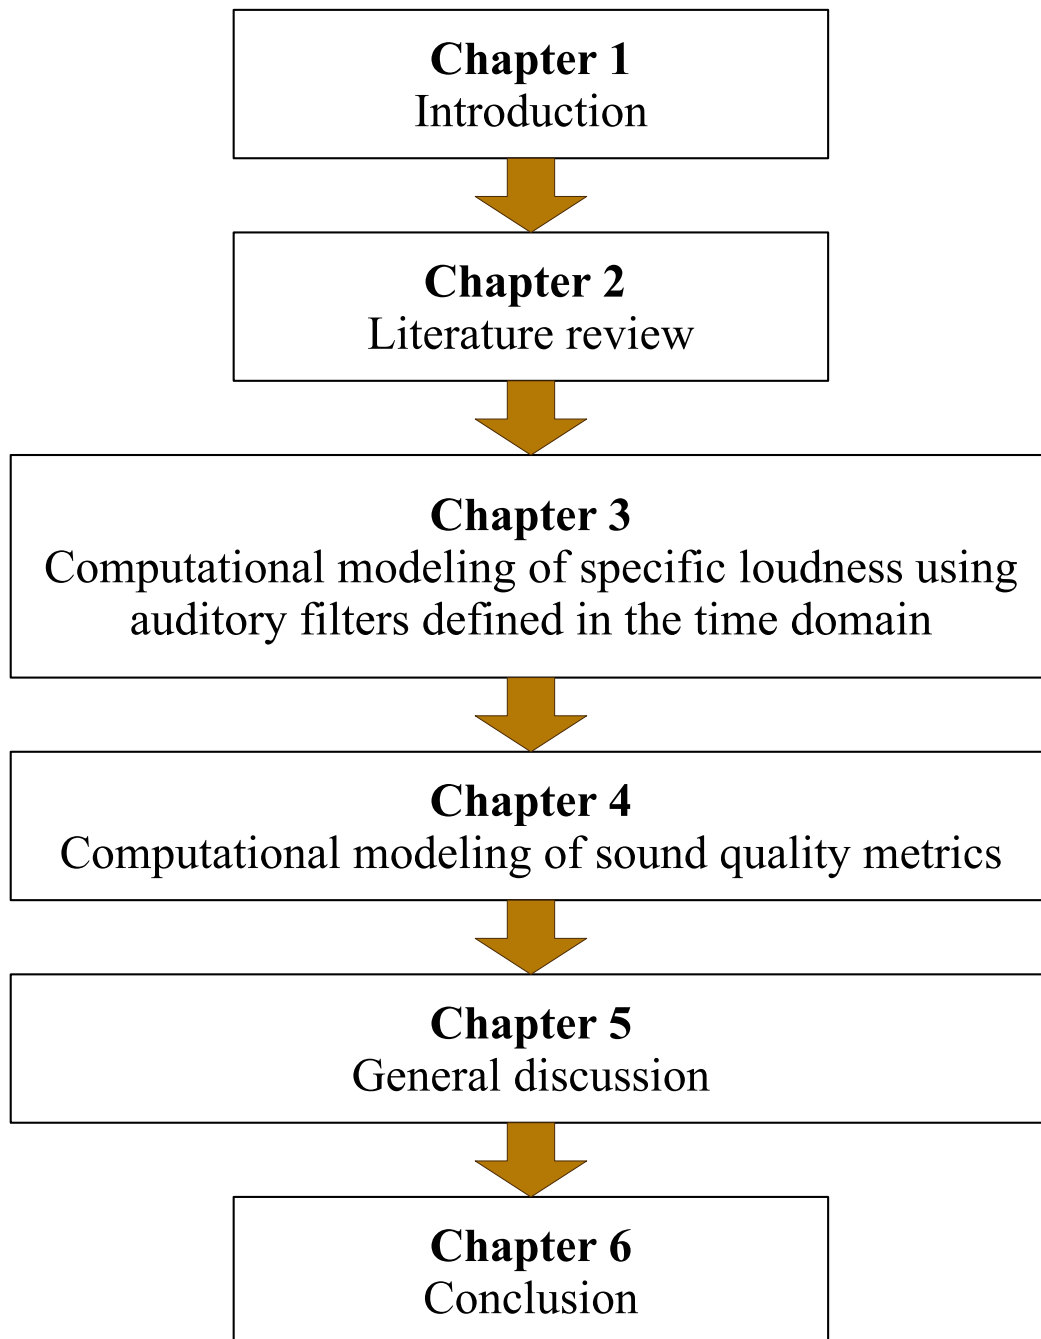 Chapter 1
Introduction
Chapter 2
Literature review
Chapter 3
Computational modeling of specific loudness using
auditory filters defined in the time domain
Chapter 4
Computational modeling of sound quality metrics
Chapter 5
General discussion
Chapter 6
Conclusion